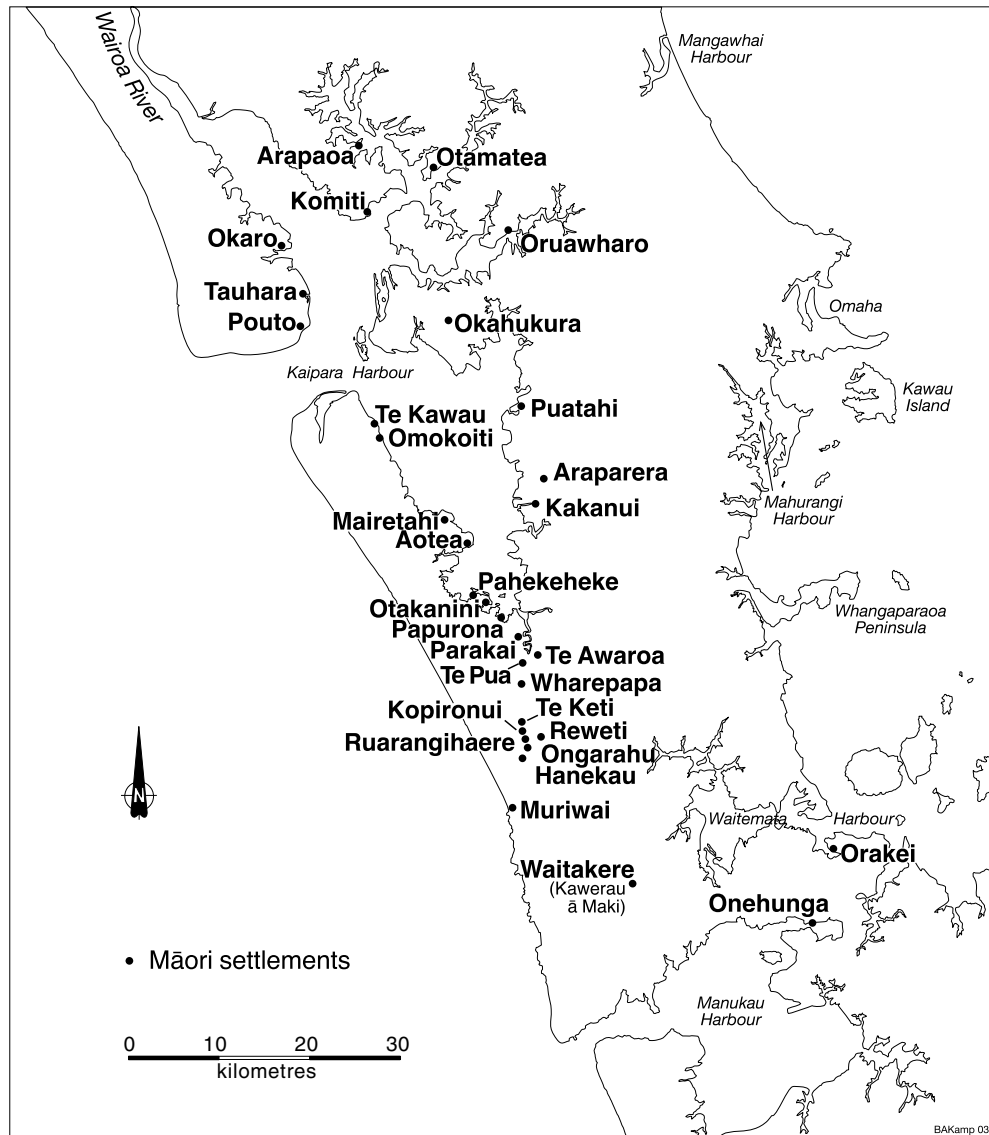 Mangawhai
Harbour
Wairoa River
Arapaoa
Otamatea
Komiti
Okaro
Oruawharo
Tauhara
Omaha
Pouto
Okahukura
Kaipara Harbour
Kawau
Island
Te Kawau
Puatahi
Omokoiti
Araparera
Kakanui
Mahurangi
Harbour
Mairetahi
Aotea
Pahekeheke
Otakanini
Whangaparaoa
Peninsula
Papurona
Parakai
Te Awaroa
Te Pua
Wharepapa
Kopironui
Te Keti
Reweti
Ruarangihaere
Ongarahu
Hanekau
N
Muriwai
Waitemata Harbour
Orakei
Waitakere
(Kawerau
ā Maki)
Onehunga
Māori settlements
Manukau
Harbour
0 10 20 30
kilometres
BAKamp 03